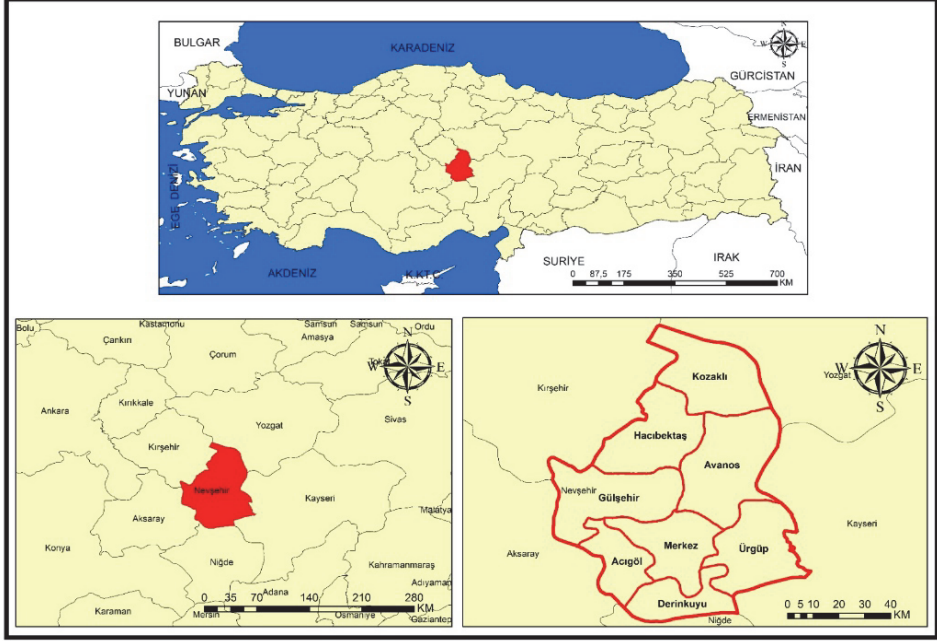 BULGAR
KARADENİZ
N
W E
S
GÜRCİSTAN
YUNAN
ERMENİSTAN
İRAN
EGE DENİZİ
AKDENİZ
K.KT.C.
SURİYE
IRAK
0 87,5 175 350 525 700
KM
Bolu
Kastamonu
Samsun
Samsun
Ordu
Amasya
Çankırı
Çorum
Tokat
N
W E
S
Ankara
Kırıkkale
Yozgat
Sivas
Kırşehir
Nevşehir
Kayseri
Aksaray
Malatya
Konya
Niğde
Kahramanmaraş
Adıyaman
Adana
0 35 70 140 210 280
KM
Karaman
Mersin
Osmaniye
Gaziantep
N
W E
S
Kozaklı
Yozgat
Kırşehir
Hacıbektaş
Avanos
Nevşehir
Gülşehir
Kayseri
Aksaray
Merkez
Ürgüp
Acıgöl
Derinkuyu
Niğde
0 5 10 20 30 40
KM